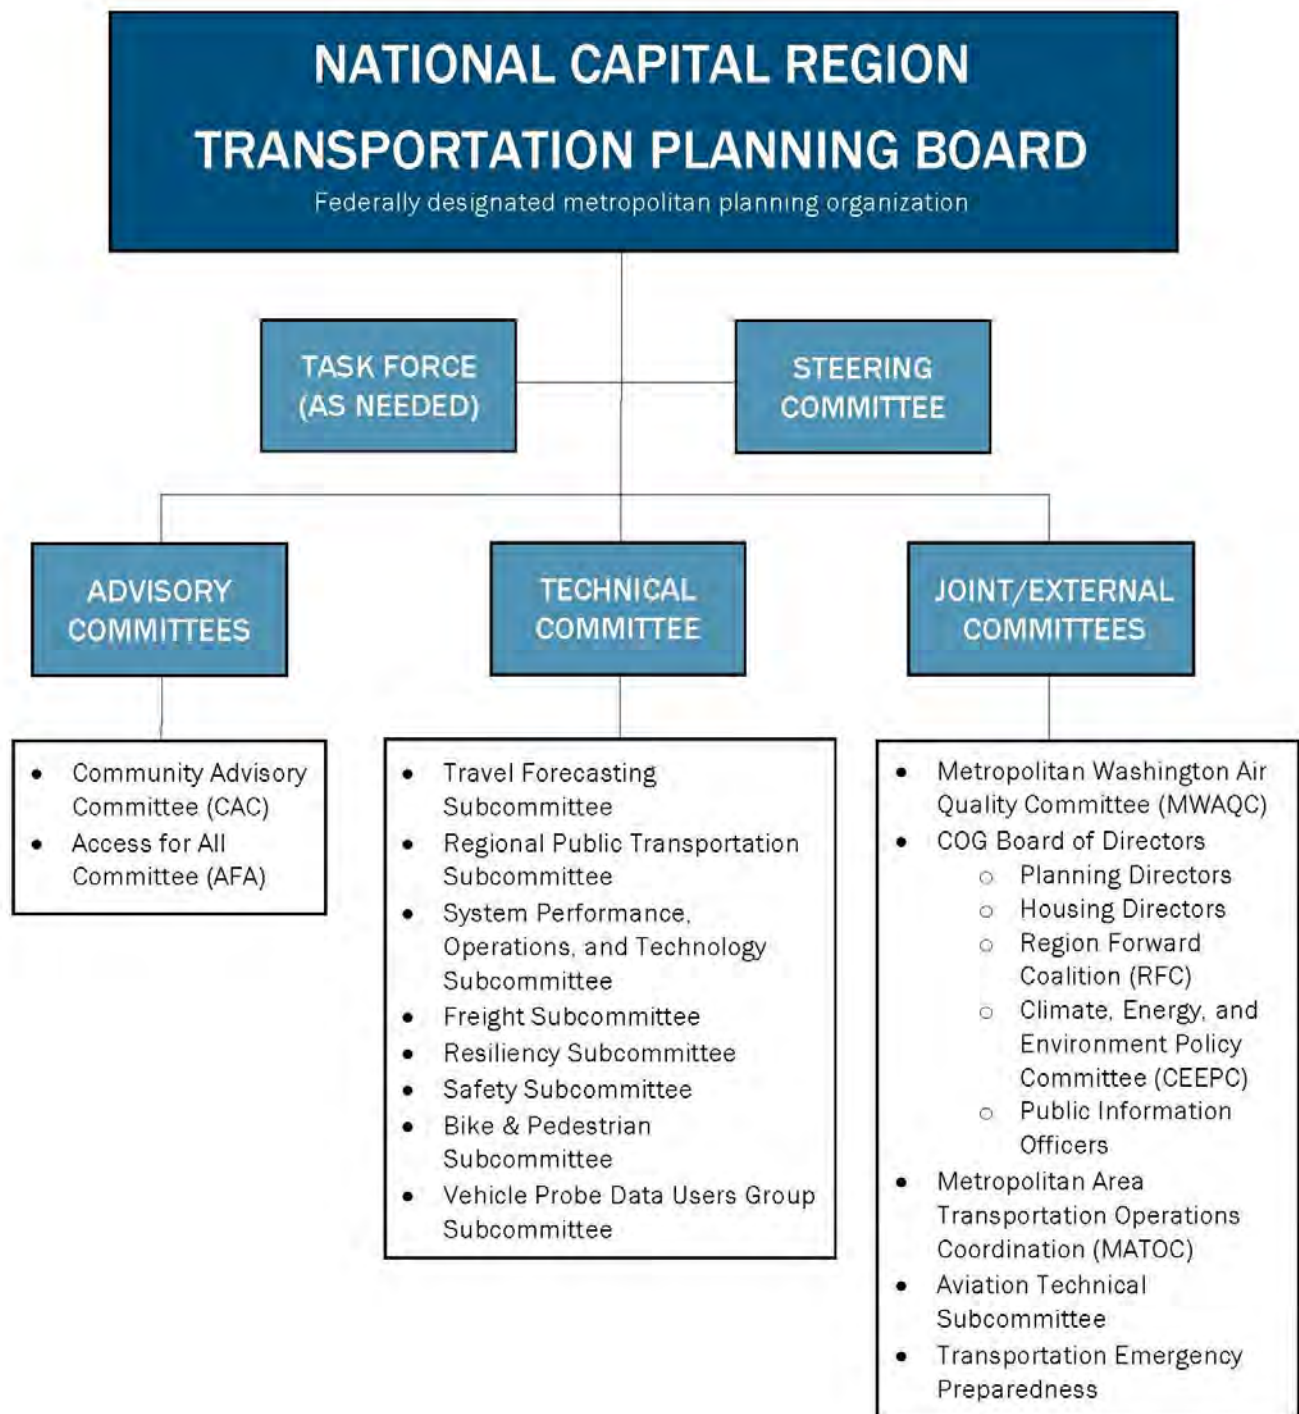 NATIONAL CAPITAL REGION
TRANSPORTATION PLANNING BOARD
Federally designated metropolitan planning organization
TASK FORCE
(AS NEEDED)
STEERING
COMMITTEE
ADVISORY
COMMITTEES
TECHNICAL
COMMITTEE
JOINT/EXTERNAL
COMMITTEES
• Community Advisory
Committee (CAC)
• Access for All
Committee (AFA)
• Travel Forecasting
Subcommittee
• Regional Public Transportation
Subcommittee
• System Performance,
Operations, and Technology
Subcommittee
• Freight Subcommittee
• Resiliency Subcommittee
• Safety Subcommittee
• Bike & Pedestrian
Subcommittee
• Vehicle Probe Data Users Group
Subcommittee
• Metropolitan Washington Air
Quality Committee (MWAQC)
• COG Board of Directors
○ Planning Directors
○ Housing Directors
○ Region Forward
Coalition (RFC)
○ Climate, Energy, and
Environment Policy
Committee (CEEPC)
○ Public Information
Officers
• Metropolitan Area
Transportation Operations
Coordination (MATOC)
• Aviation Technical
Subcommittee
• Transportation Emergency
Preparedness